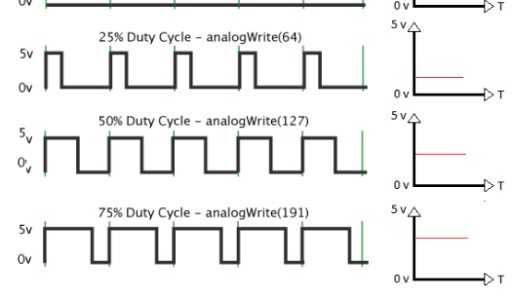 0v
0v T
25% Duty Cycle – analogWrite(64)
5v
0v
5 v
0 v T
50% Duty Cycle – analogWrite(127)
5v
0v
5 v
0 v T
75% Duty Cycle – analogWrite(191)
5v
0v
5 v
0 v T